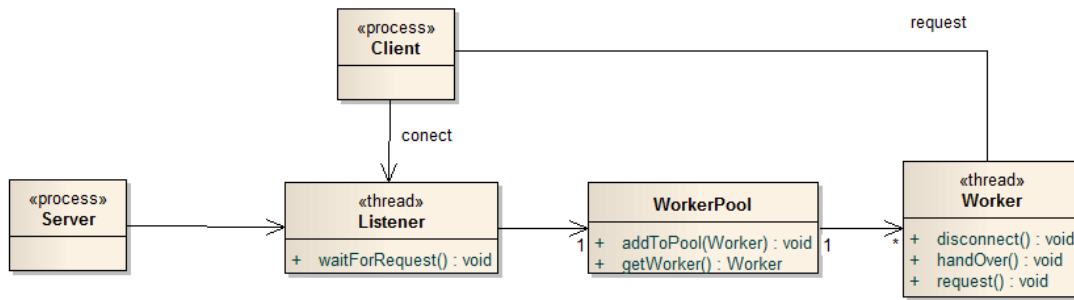 «process»
Client
request
conect
«process»
Server
«thread»
Listener
+ waitForRequest() : void
1
WorkerPool
+ addToPool(Worker) : void
+ getWorker() : Worker
1
*
«thread»
Worker
+ disconnect() : void
+ handOver() : void
+ request() : void